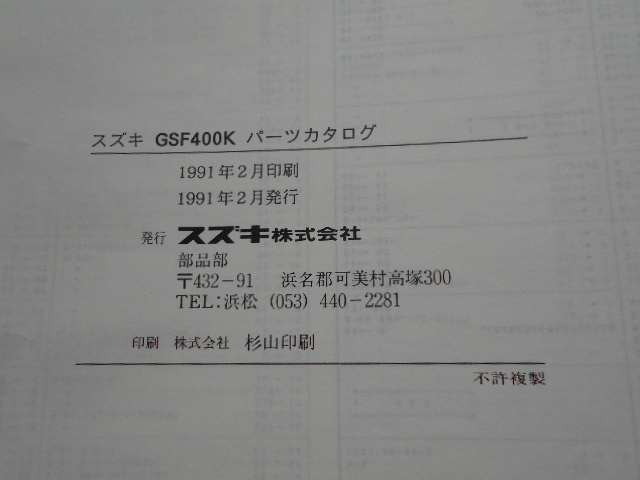 スズキ GSF400K パーツカタログ
1991年2月印刷
1991年2月発行
発行 スズキ株式会社
部品部
〒432-91 浜名郡可美村高塚300
TEL:浜松 (053) 440-2281
印刷 株式会社 杉山印刷
不許複製